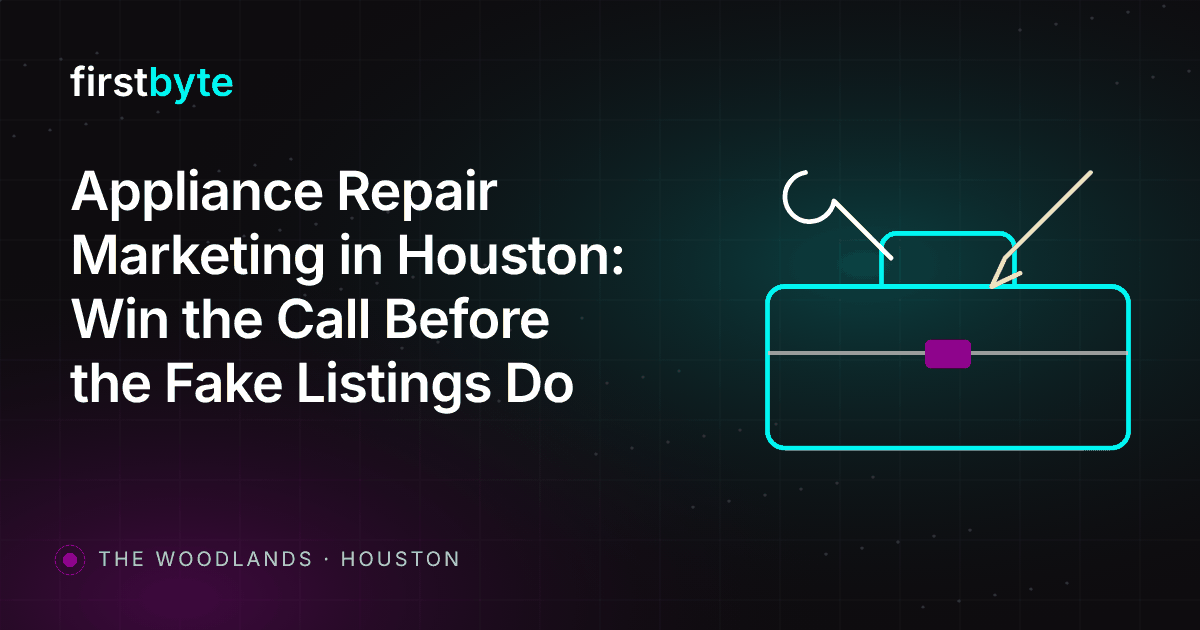 firstbyte
Appliance Repair
Marketing in Houston:
Win the Call Before
the Fake Listings Do
THE WOODLANDS · HOUSTON